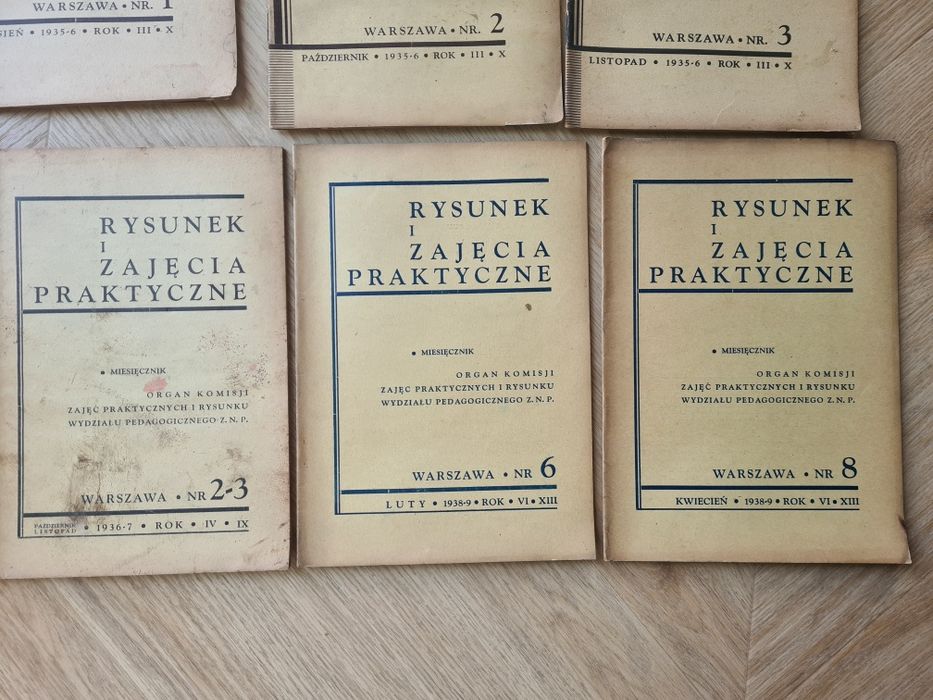 WARSZAWA • NR. 1
SIEŃ • 1935-6 • ROK • III • X
WARSZAWA • NR. 2
PAŹDZIERNIK • 1935-6 • ROK • III • X
WARSZAWA • NR. 3
LISTOPAD • 1935-6 • ROK • III • X
RYSUNEK
I
ZAJĘCIA
PRAKTYCZNE
• MIESIĘCZNIK
ORGAN KOMISJI
ZAJĘĆ PRAKTYCZNYCH I RYSUNKU
WYDZIAŁU PEDAGOGICZNEGO Z. N. P.
WARSZAWA • NR 2-3
PAŹDZIERNIK
LISTOPAD • 1936-7 • ROK • IV • IX
RYSUNEK
I
ZAJĘCIA
PRAKTYCZNE
• MIESIĘCZNIK
ORGAN KOMISJI
ZAJĘC PRAKTYCZNYCH I RYSUNKU
WYDZIAŁU PEDAGOGICZNEGO Z. N. P.
WARSZAWA • NR 6
LUTY • 1938-9 • ROK • VI • XIII
RYSUNEK
I
ZAJĘCIA
PRAKTYCZNE
• MIESIĘCZNIK
ORGAN KOMISJI
ZAJĘĆ PRAKTYCZNYCH I RYSUNKU
WYDZIAŁU PEDAGOGICZNEGO Z. N. P.
WARSZAWA • NR 8
KWIECIEŃ • 1938-9 • ROK • VI • XIII